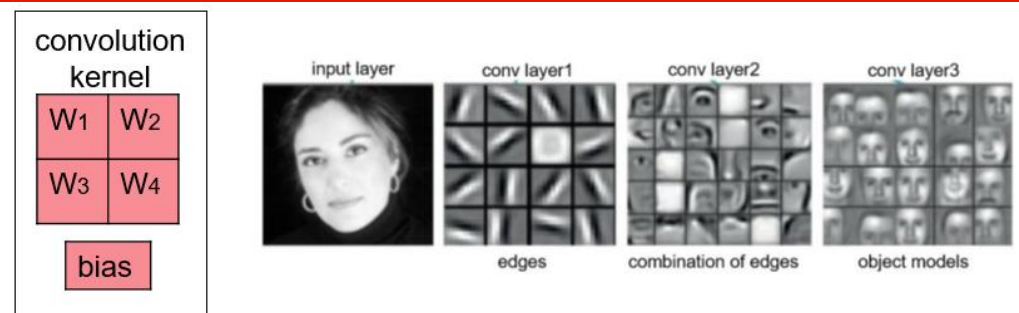 convolution
kernel
W1 W2
W3 W4
bias
input layer conv layer1 conv layer2 conv layer3
edges combination of edges object models